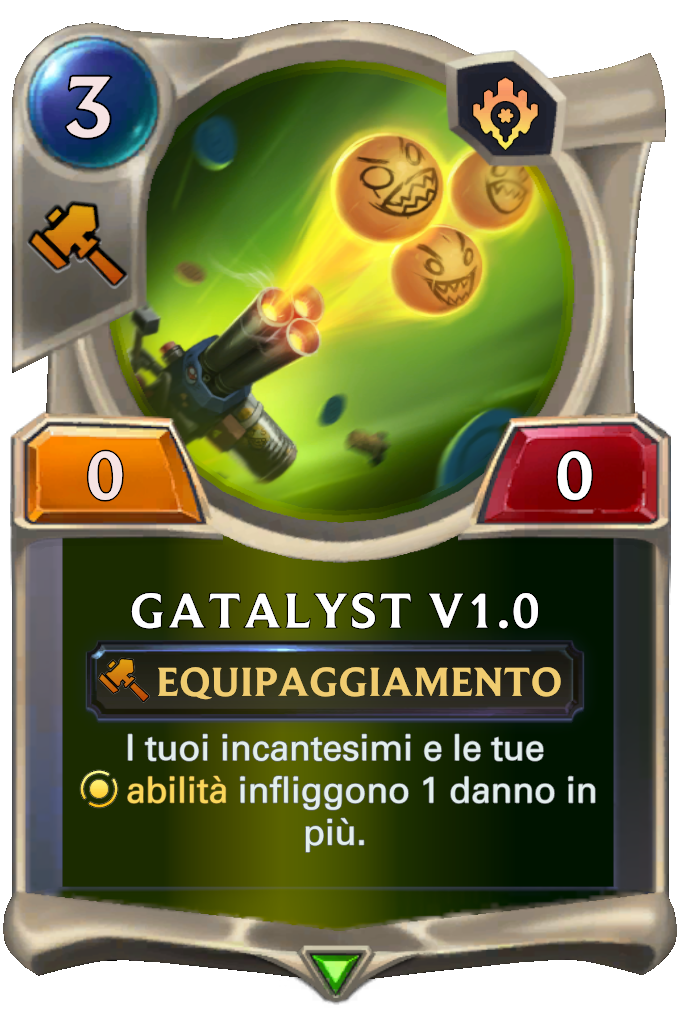 3
0
0
GATALYST V1.0
EQUIPAGGIAMENTO
I tuoi incantesimi e le tue
abilità infliggono 1 danno in
più.